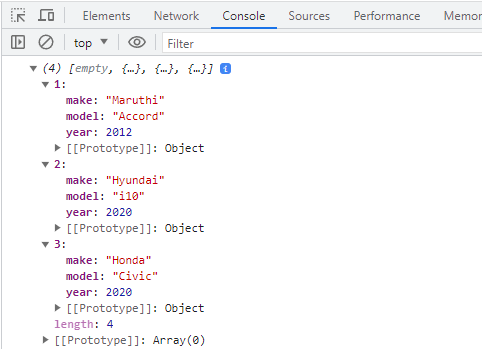 Elements Network Console Sources Performance Memor
top Filter
(4) [empty, {…}, {…}, {…}] i
1:
make: "Maruthi"
model: "Accord"
year: 2012
[[Prototype]]: Object
2:
make: "Hyundai"
model: "i10"
year: 2020
[[Prototype]]: Object
3:
make: "Honda"
model: "Civic"
year: 2020
[[Prototype]]: Object
length: 4
[[Prototype]]: Array(0)